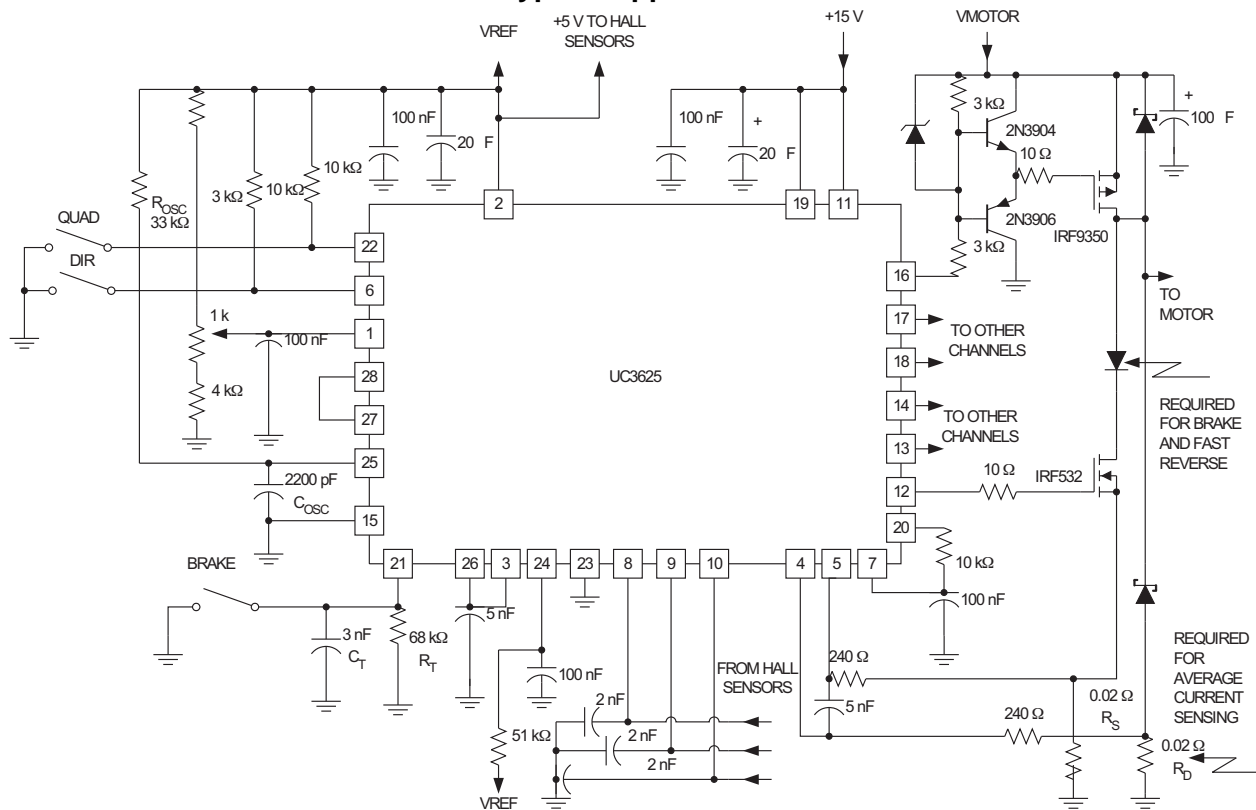 +5 V TO HALL
SENSORS
VREF
+15 V
VMOTOR
100 nF
20 F
100 nF
+
20 F
3 kΩ
2N3904
10 Ω
+
100 F
ROSC
33 kΩ
3 kΩ
10 kΩ
10 kΩ
2
19
11
2N3906
3 kΩ
IRF9350
QUAD
22
DIR
6
16
TO
MOTOR
1 k
1
100 nF
17
TO OTHER
CHANNELS
18
4 kΩ
28
27
UC3625
14
TO OTHER
CHANNELS
13
REQUIRED
FOR BRAKE
AND FAST
REVERSE
25
2200 pF
COSC
15
12
10 Ω
IRF532
20
10 kΩ
BRAKE
21
26
3
24
23
8
9
10
4
5
7
100 nF
3 nF
CT
68 kΩ
RT
5 nF
100 nF
FROM HALL
SENSORS
240 Ω
5 nF
0.02 Ω
RS
REQUIRED
FOR
AVERAGE
CURRENT
SENSING
2 nF
2 nF
2 nF
51 kΩ
VREF
240 Ω
0.02 Ω
RD